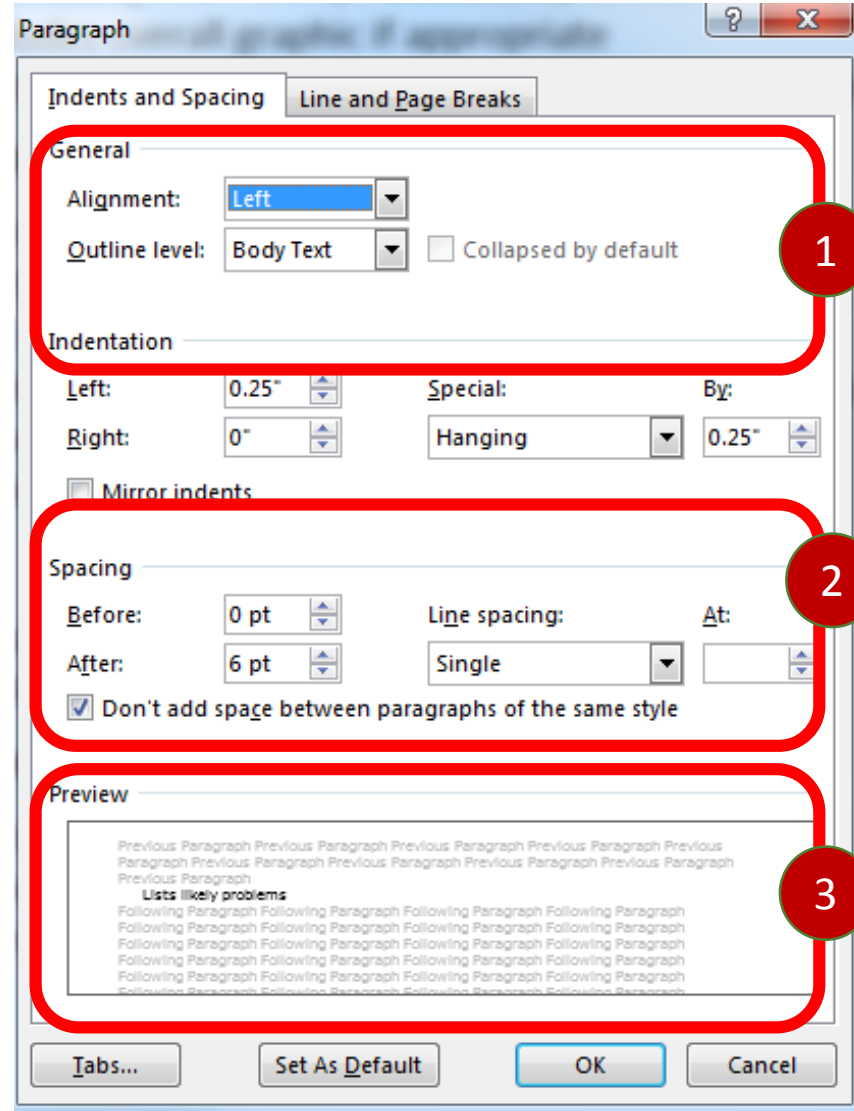 overall graphic if appropriate
Paragraph
?
Indents and Spacing Line and Page Breaks
General
Alignment: Left
Outline level: Body Text Collapsed by default
1
Indentation
Left: 0.25" Special: By:
Right: 0" Hanging 0.25"
Mirror indents
Spacing
2
Before: 0 pt Line spacing: At:
After: 6 pt Single
Don't add space between paragraphs of the same style
Preview
Previous Paragraph Previous Paragraph Previous Paragraph Previous Paragraph Previous
Paragraph Previous Paragraph Previous Paragraph Previous Paragraph Previous Paragraph
Previous Paragraph
Lists likely problems
3
Following Paragraph Following Paragraph Following Paragraph Following Paragraph
Following Paragraph Following Paragraph Following Paragraph Following Paragraph
Following Paragraph Following Paragraph Following Paragraph Following Paragraph
Following Paragraph Following Paragraph Following Paragraph Following Paragraph
Following Paragraph Following Paragraph Following Paragraph Following Paragraph
Following Paragraph Following Paragraph Following Paragraph Following Paragraph
Tabs... Set As Default OK Cancel